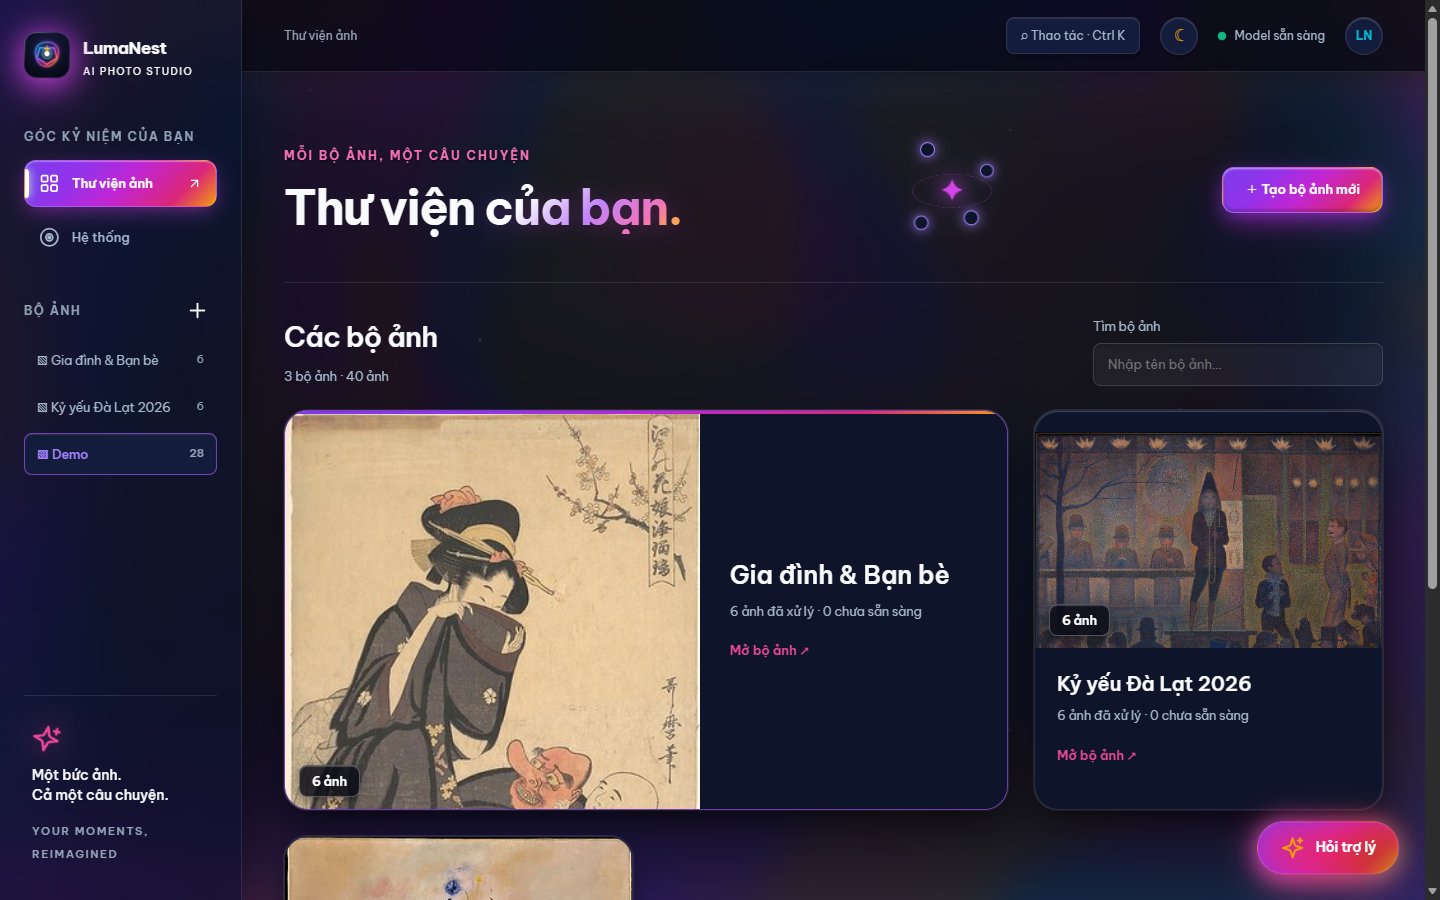 LumaNest
AI PHOTO STUDIO
GÓC KỶ NIỆM CỦA BẠN
Thư viện ảnh
Hệ thống
BỘ ẢNH
Gia đình & Bạn bè 6
Kỷ yếu Đà Lạt 2026 6
Demo 28
Một bức ảnh.
Cả một câu chuyện.
YOUR MOMENTS,
REIMAGINED
Thư viện ảnh
Thao tác · Ctrl K
Model sẵn sàng
LN
MỖI BỘ ẢNH, MỘT CÂU CHUYỆN
Thư viện của bạn.
+ Tạo bộ ảnh mới
Các bộ ảnh
3 bộ ảnh · 40 ảnh
Tìm bộ ảnh
Nhập tên bộ ảnh...
6 ảnh
Gia đình & Bạn bè
6 ảnh đã xử lý · 0 chưa sẵn sàng
Mở bộ ảnh ↗
6 ảnh
Kỷ yếu Đà Lạt 2026
6 ảnh đã xử lý · 0 chưa sẵn sàng
Mở bộ ảnh ↗
Hỏi trợ lý